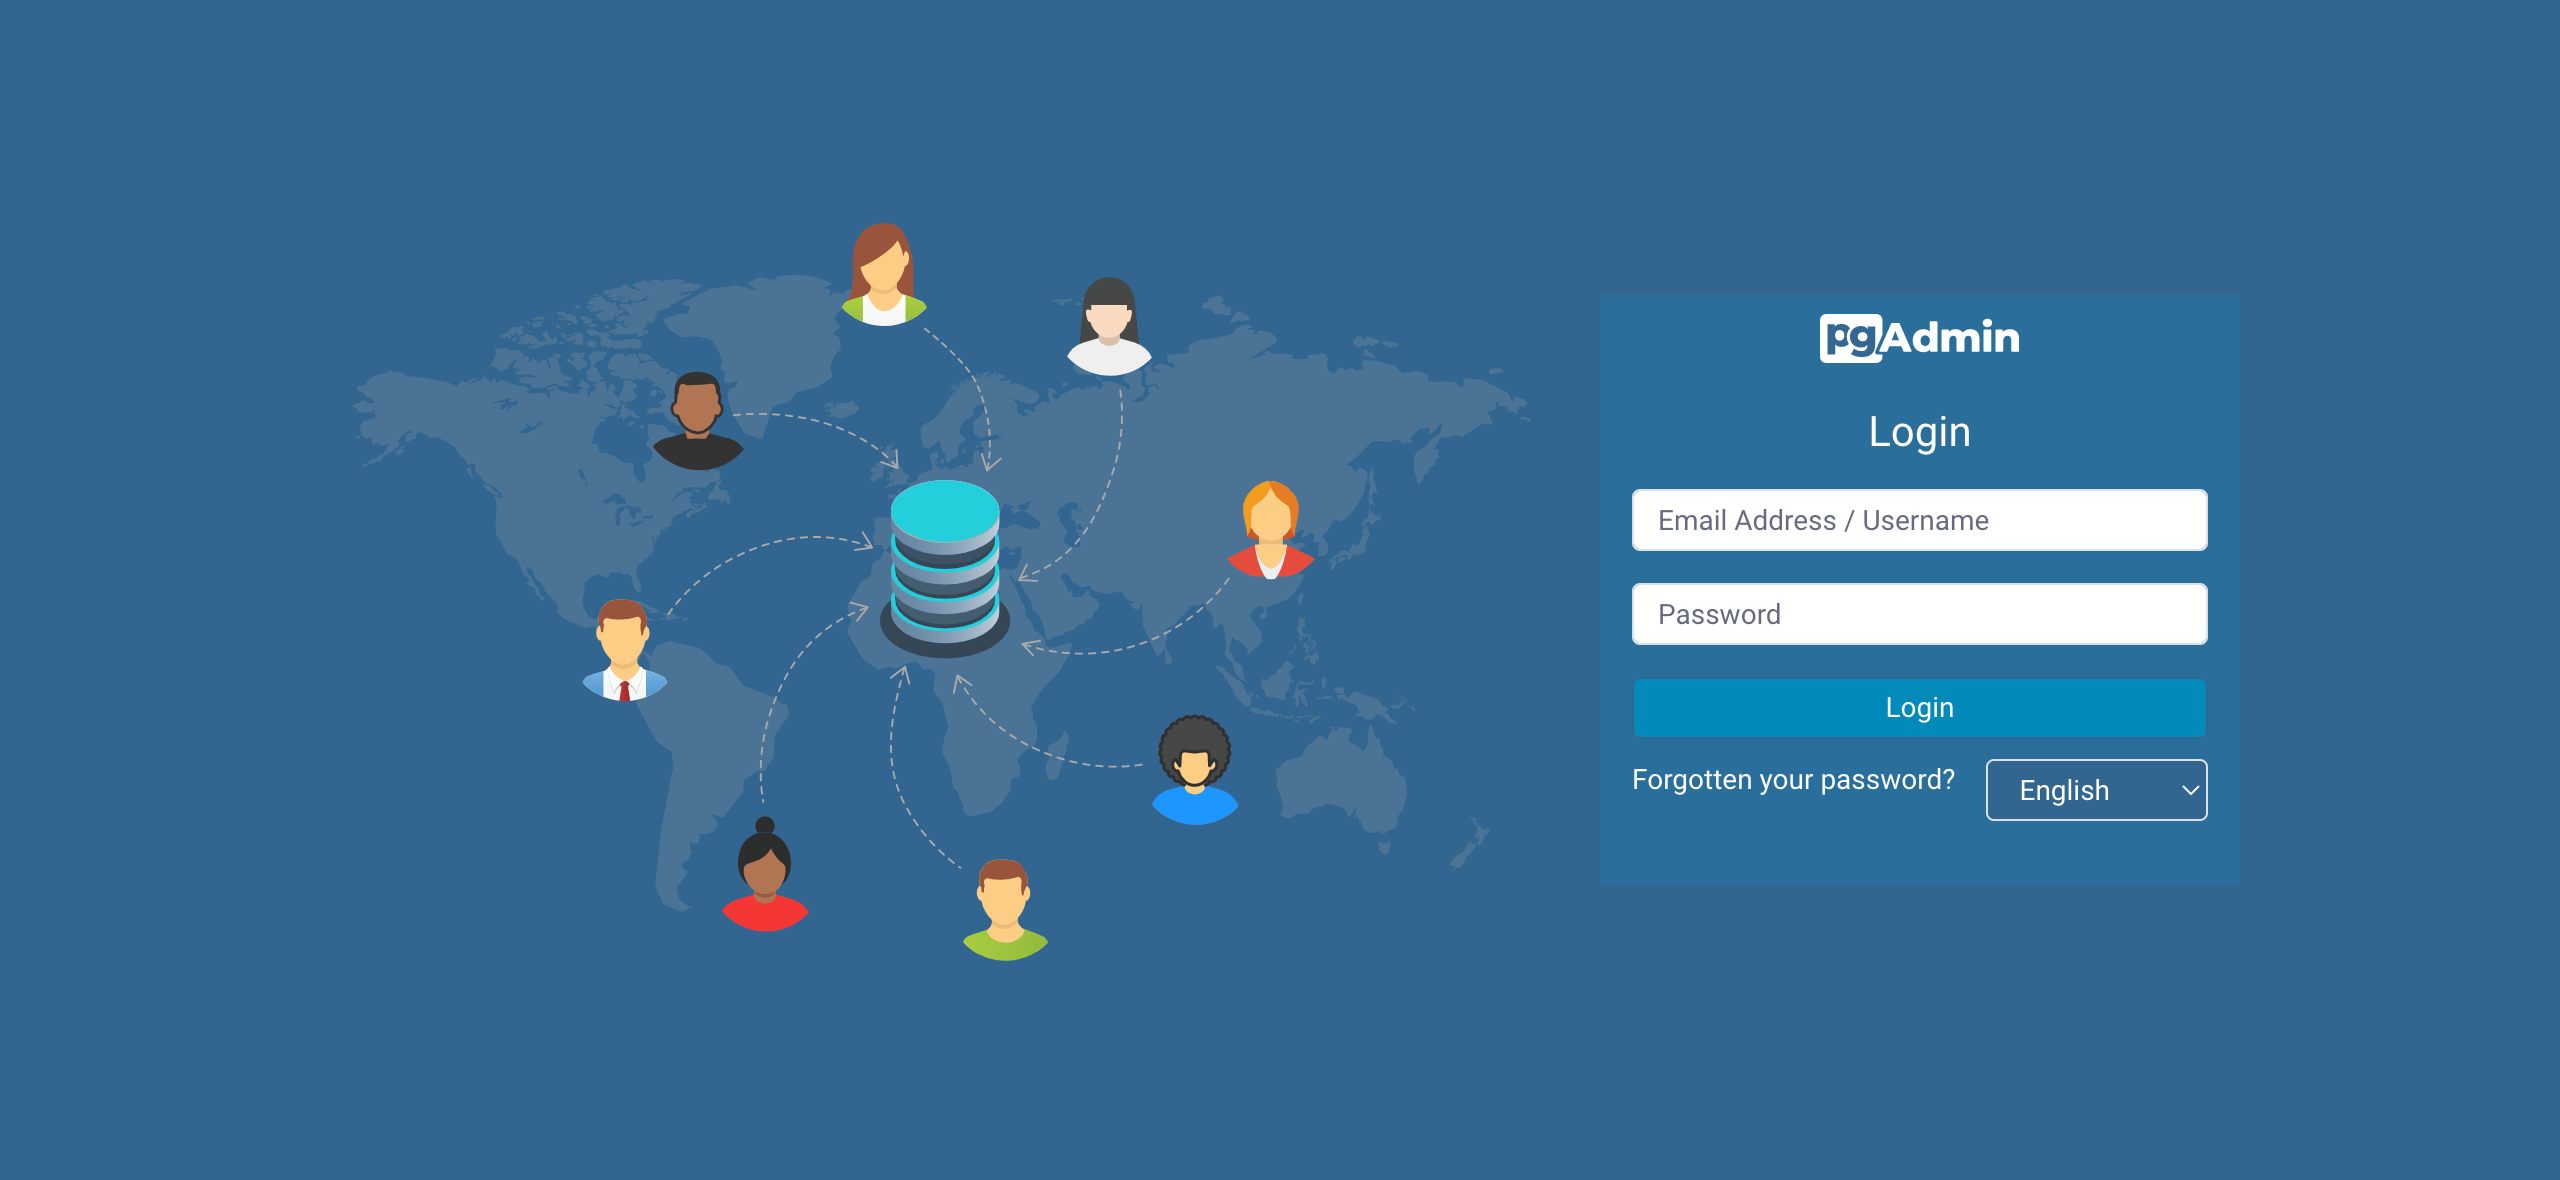 pgAdmin
Login
Email Address / Username
Password
Login
Forgotten your password?
English